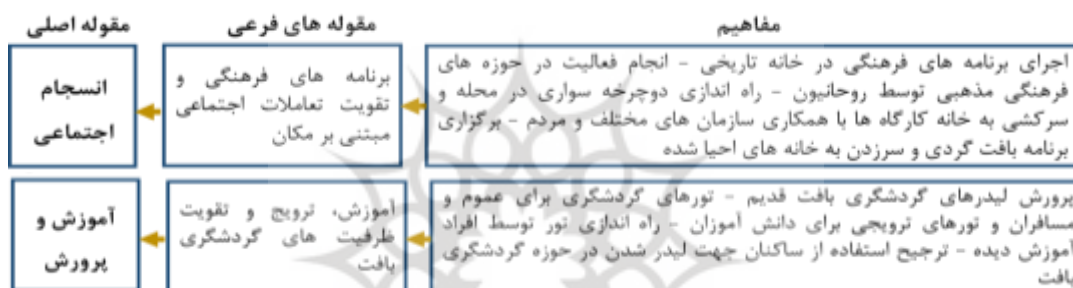 مفاهیم
مقوله های فرعی
مقوله اصلی
اجرای برنامه های فرهنگی در خانه تاریخی - انجام فعالیت در حوزه های
فرهنگی مذهبی توسط روحانیون - راه اندازی دوچرخه سواری در محله و
سرکشی به خانه کارگاه ها با همکاری سازمان های مختلف و مردم - برگزاری
برنامه بافت گردی و سرزدن به خانه های احیا شده
برنامه های فرهنگی و
تقویت تعاملات اجتماعی
مبتنی بر مکان
انسجام
اجتماعی
پرورش لیدرهای گردشگری بافت قدیم - تورهای گردشگری برای عموم و
مسافران و تورهای ترویجی برای دانش آموزان - راه اندازی تور توسط افراد
آموزش دیده - ترجیح استفاده از ساکنان جهت لیدر شدن در حوزه گردشگری
بافت
آموزش، ترویج و تقویت
ظرفیت های گردشگری
بافت
آموزش و
پرورش